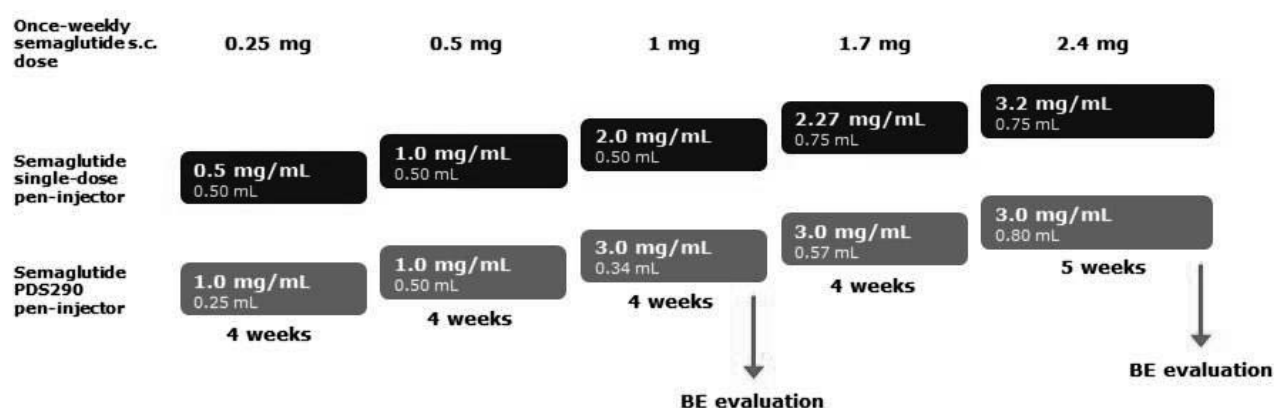 Once-weekly
semaglutide s.c.
dose
0.25 mg
0.5 mg
1 mg
1.7 mg
2.4 mg
Semaglutide
single-dose
pen-injector
0.5 mg/mL
0.50 mL
1.0 mg/mL
0.50 mL
2.0 mg/mL
0.50 mL
2.27 mg/mL
0.75 mL
3.2 mg/mL
0.75 mL
Semaglutide
PDS290
pen-injector
1.0 mg/mL
0.25 mL
4 weeks
1.0 mg/mL
0.50 mL
4 weeks
3.0 mg/mL
0.34 mL
4 weeks
3.0 mg/mL
0.57 mL
4 weeks
3.0 mg/mL
0.80 mL
5 weeks
BE evaluation
BE evaluation